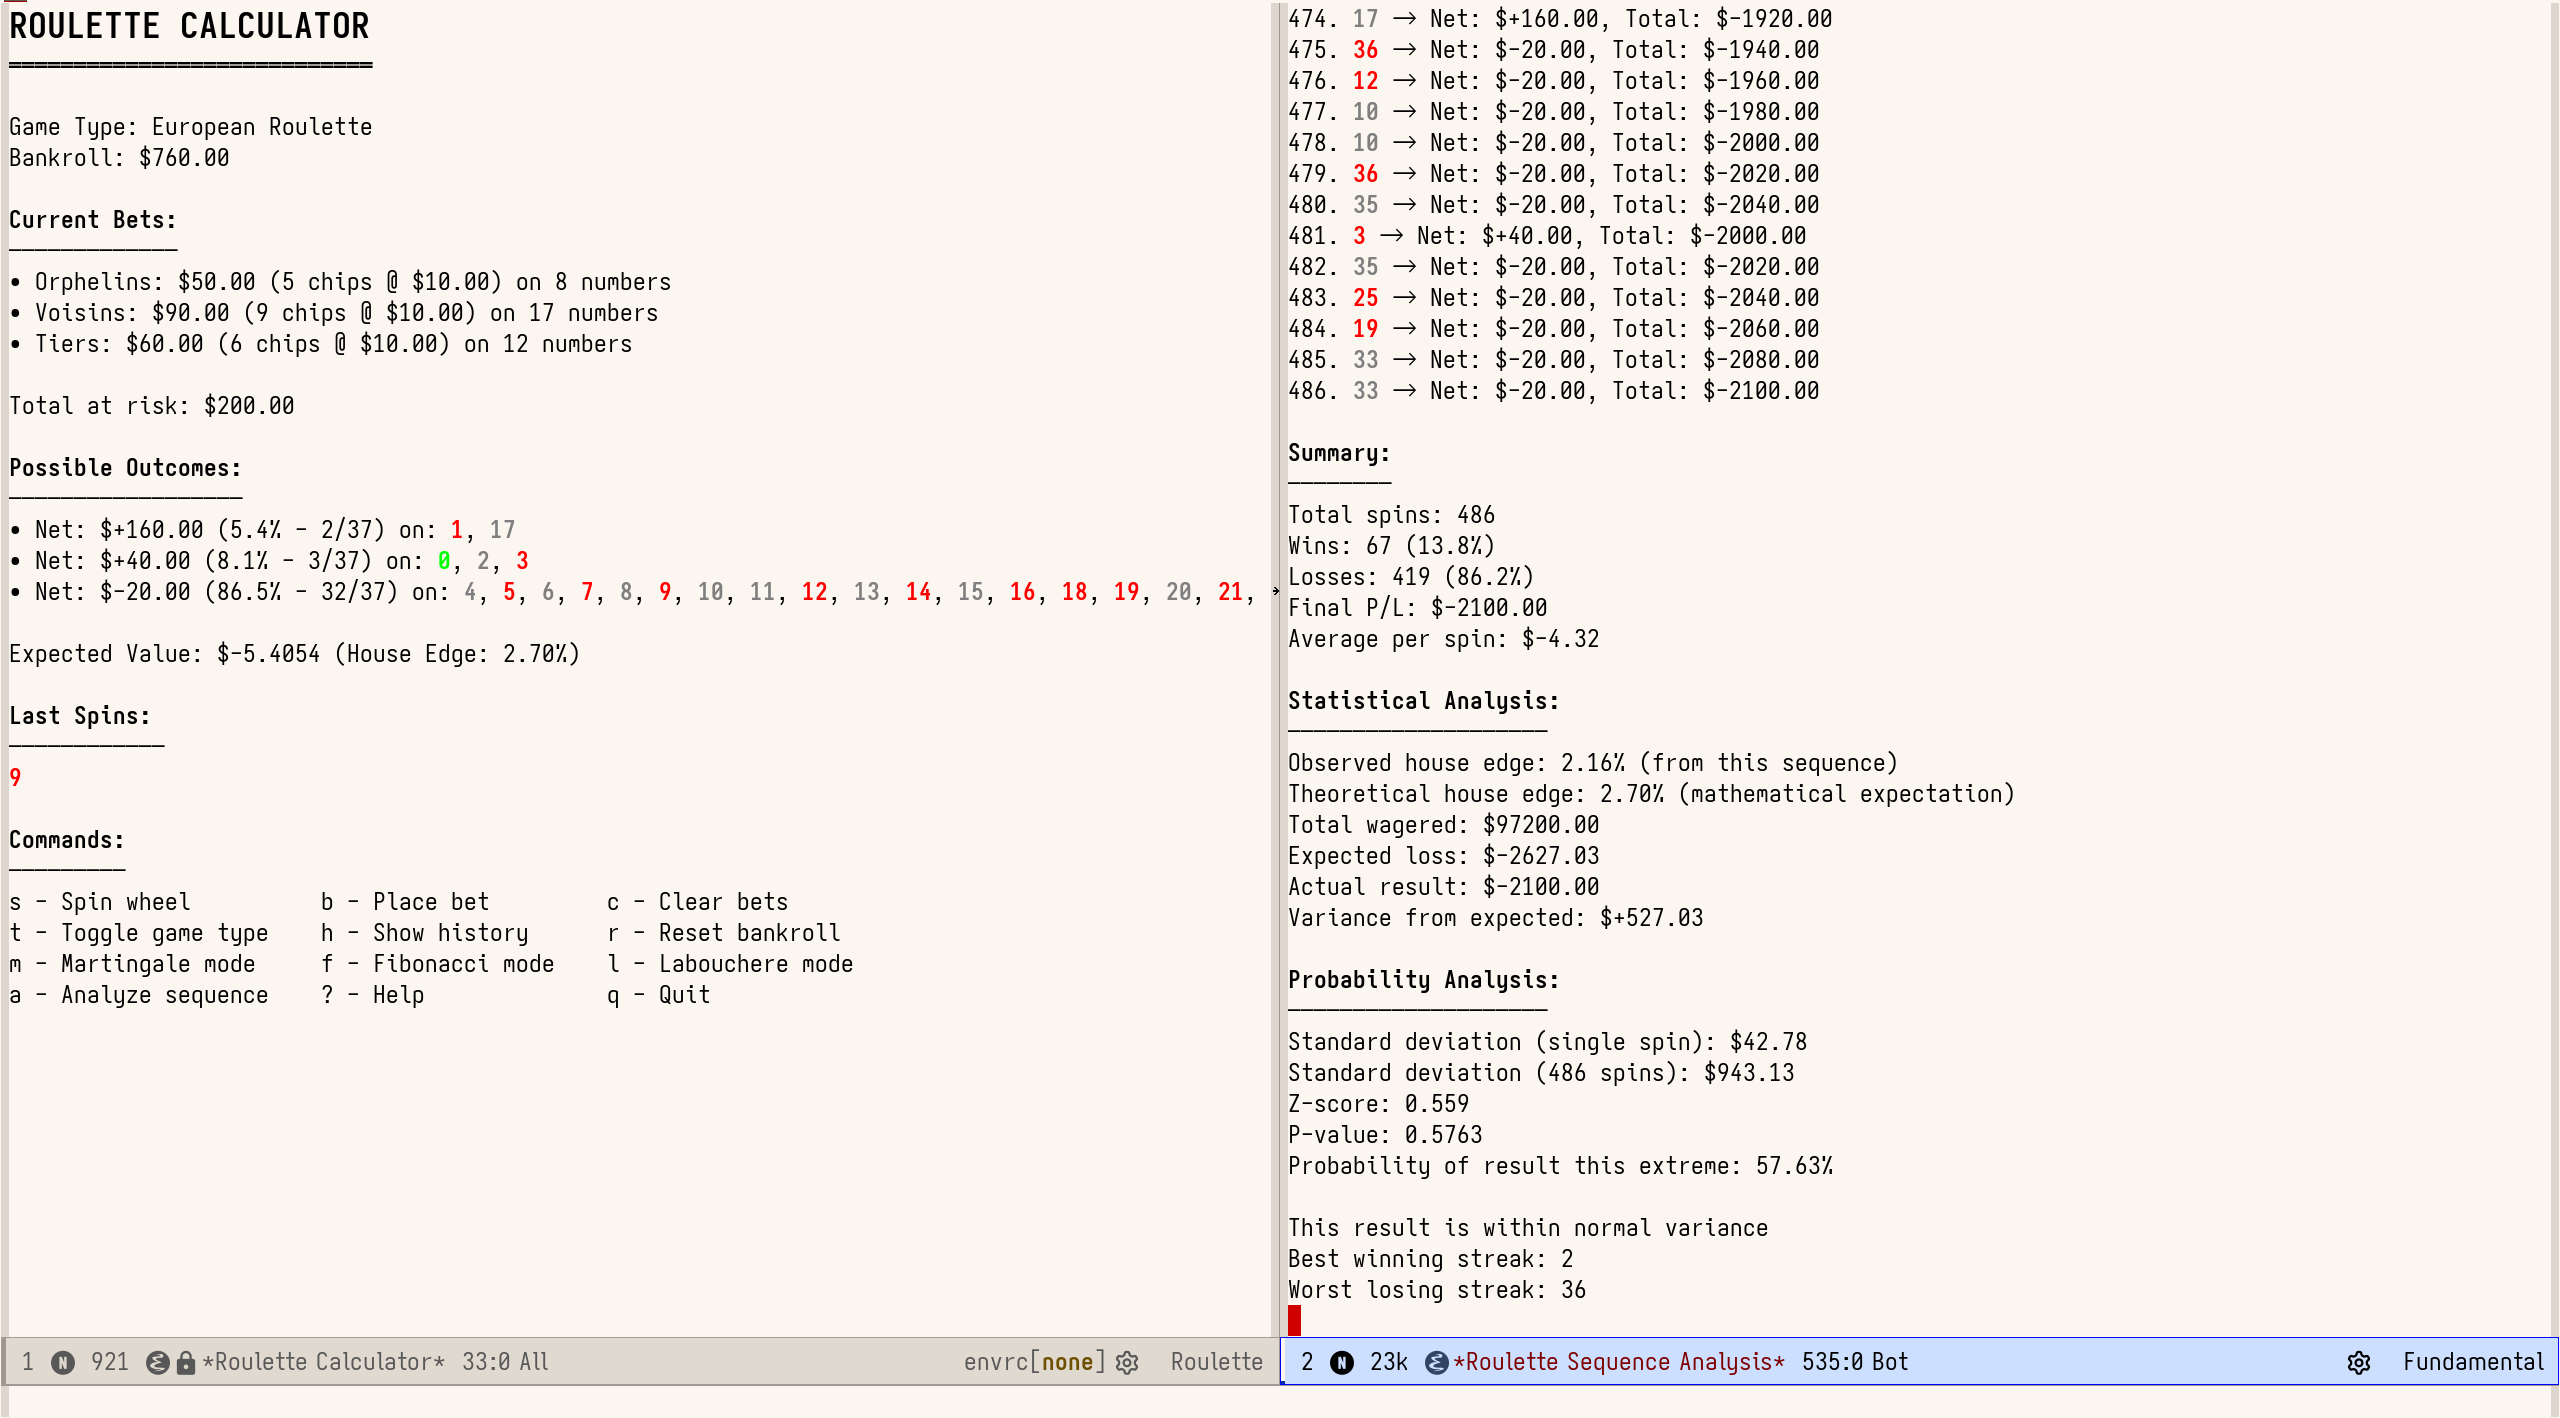 ROULETTE CALCULATOR
============================
Game Type: European Roulette
Bankroll: $760.00
Current Bets:
─────────────
• Orphelins: $50.00 (5 chips @ $10.00) on 8 numbers
• Voisins: $90.00 (9 chips @ $10.00) on 17 numbers
• Tiers: $60.00 (6 chips @ $10.00) on 12 numbers
Total at risk: $200.00
Possible Outcomes:
──────────────────
• Net: $+160.00 (5.4% - 2/37) on: 1, 17
• Net: $+40.00 (8.1% - 3/37) on: 0, 2, 3
• Net: $-20.00 (86.5% - 32/37) on: 4, 5, 6, 7, 8, 9, 10, 11, 12, 13, 14, 15, 16, 18, 19, 20, 21,
Expected Value: $-5.4054 (House Edge: 2.70%)
Last Spins:
────────────
9
Commands:
─────────
s - Spin wheel b - Place bet c - Clear bets
t - Toggle game type h - Show history r - Reset bankroll
m - Martingale mode f - Fibonacci mode l - Labouchere mode
a - Analyze sequence ? - Help q - Quit
1 N 921 *Roulette Calculator* 33:0 All envrc[none] Roulette
474. 17 → Net: $+160.00, Total: $-1920.00
475. 36 → Net: $-20.00, Total: $-1940.00
476. 12 → Net: $-20.00, Total: $-1960.00
477. 10 → Net: $-20.00, Total: $-1980.00
478. 10 → Net: $-20.00, Total: $-2000.00
479. 36 → Net: $-20.00, Total: $-2020.00
480. 35 → Net: $-20.00, Total: $-2040.00
481. 3 → Net: $+40.00, Total: $-2000.00
482. 35 → Net: $-20.00, Total: $-2020.00
483. 25 → Net: $-20.00, Total: $-2040.00
484. 19 → Net: $-20.00, Total: $-2060.00
485. 33 → Net: $-20.00, Total: $-2080.00
486. 33 → Net: $-20.00, Total: $-2100.00
Summary:
────────
Total spins: 486
Wins: 67 (13.8%)
Losses: 419 (86.2%)
Final P/L: $-2100.00
Average per spin: $-4.32
Statistical Analysis:
────────────────────
Observed house edge: 2.16% (from this sequence)
Theoretical house edge: 2.70% (mathematical expectation)
Total wagered: $97200.00
Expected loss: $-2627.03
Actual result: $-2100.00
Variance from expected: $+527.03
Probability Analysis:
────────────────────
Standard deviation (single spin): $42.78
Standard deviation (486 spins): $943.13
Z-score: 0.559
P-value: 0.5763
Probability of result this extreme: 57.63%
This result is within normal variance
Best winning streak: 2
Worst losing streak: 36
2 N 23k *Roulette Sequence Analysis* 535:0 Bot Fundamental